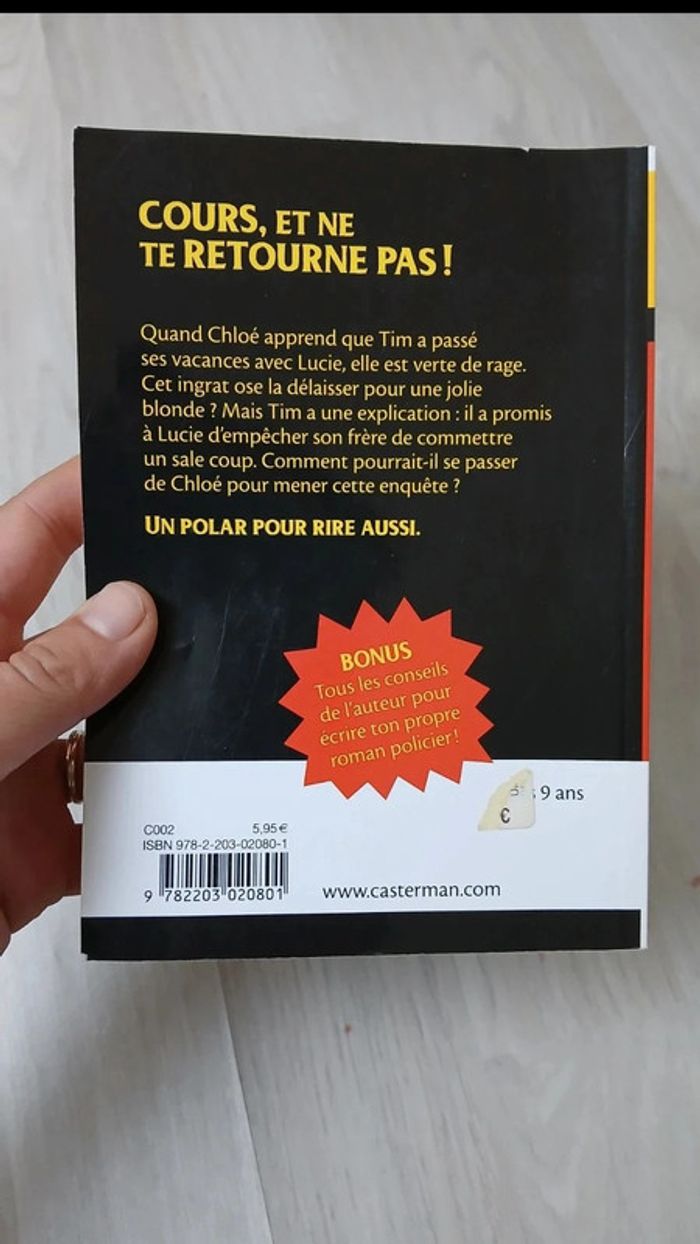 COURS, ET NE
TE RETOURNE PAS !
Quand Chloé apprend que Tim a passé
ses vacances avec Lucie, elle est verte de rage.
Cet ingrat ose la délaisser pour une jolie
blonde ? Mais Tim a une explication : il a promis
à Lucie d'empêcher son frère de commettre
un sale coup. Comment pourrait-il se passer
de Chloé pour mener cette enquête ?
UN POLAR POUR RIRE AUSSI.
BONUS
Tous les conseils
de l'auteur pour
écrire ton propre
roman policier !
9 ans
€
C002 5,95 €
ISBN 978-2-203-02080-1
9 782203 020801
www.casterman.com